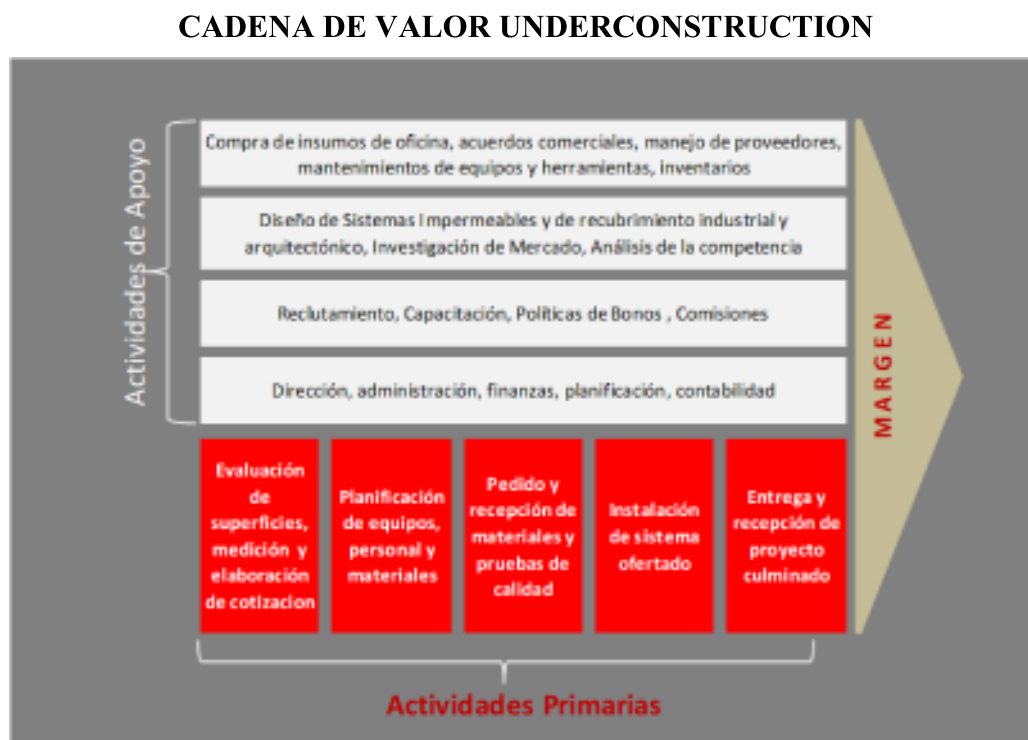 CADENA DE VALOR UNDERCONSTRUCTION
Actividades de Apoyo
Compra de insumos de oficina, acuerdos comerciales, manejo de proveedores,
mantenimientos de equipos y herramientas, inventarios
Diseño de Sistemas Impermeables y de recubrimiento industrial y
arquitectónico, Investigación de Mercado, Análisis de la competencia
Reclutamiento, Capacitación, Políticas de Bonos , Comisiones
Dirección, administración, finanzas, planificación, contabilidad
MARGEN
Evaluación
de
superficies,
medición y
elaboración
de cotizacion
Planificación
de equipos,
personal y
materiales
Pedido y
recepción de
materiales y
pruebas de
calidad
Instalación
de sistema
ofertado
Entrega y
recepción de
proyecto
culminado
Actividades Primarias